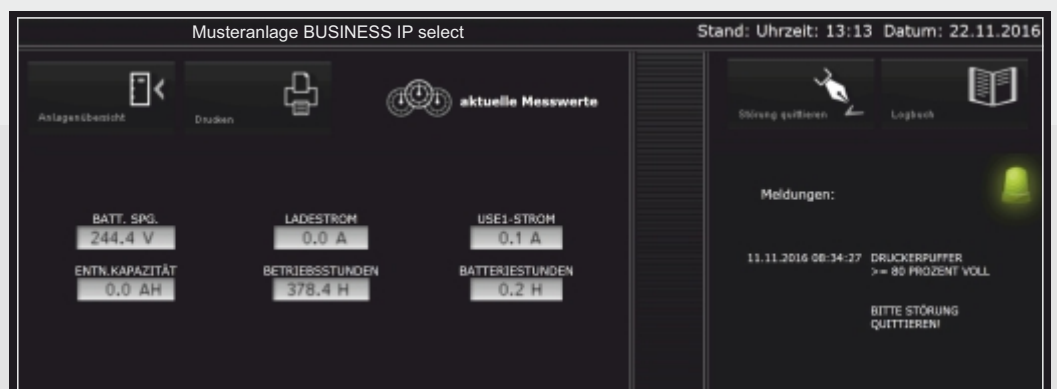 Musteranlage BUSINESS IP select
Stand: Uhrzeit: 13:13 Datum: 22.11.2016
Anlagenübersicht
Drucken
aktuelle Messwerte
Störung quittieren
Logbuch
BATT. SPG.
244.4 V
LADESTROM
0.0 A
USE1-STROM
0.1 A
ENTN.KAPAZITÄT
0.0 AH
BETRIEBSSTUNDEN
378.4 H
BATTERIESTUNDEN
0.2 H
Meldungen:
11.11.2016 08:34:27 DRUCKERPUFFER
>= 80 PROZENT VOLL
BITTE STÖRUNG
QUITTIEREN!